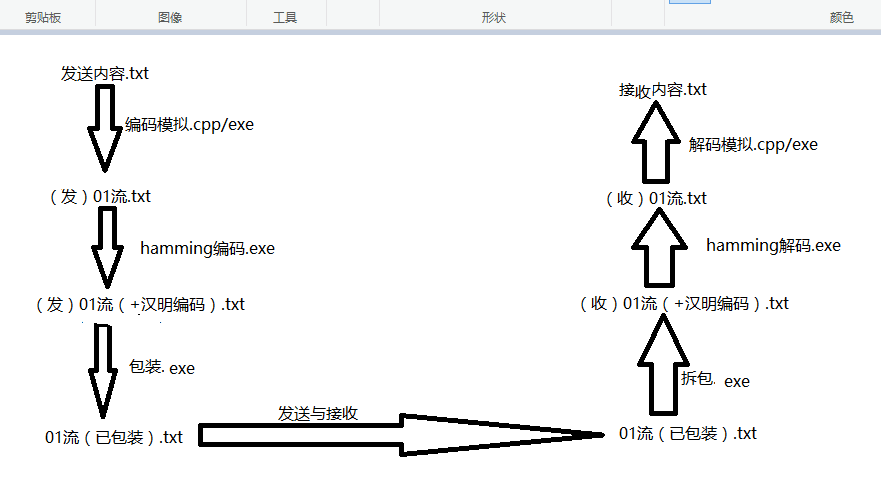 剪贴板
图像
工具
形状
颜色
发送内容.txt
编码模拟.cpp/exe
（发）01流.txt
hamming编码.exe
（发）01流（+汉明编码）.txt
包装. exe
01流（已包装）.txt
发送与接收
接收内容.txt
解码模拟.cpp/exe
（收）01流.txt
hamming解码.exe
（收）01流（+汉明编码）.txt
拆包. exe
01流（已包装）.txt